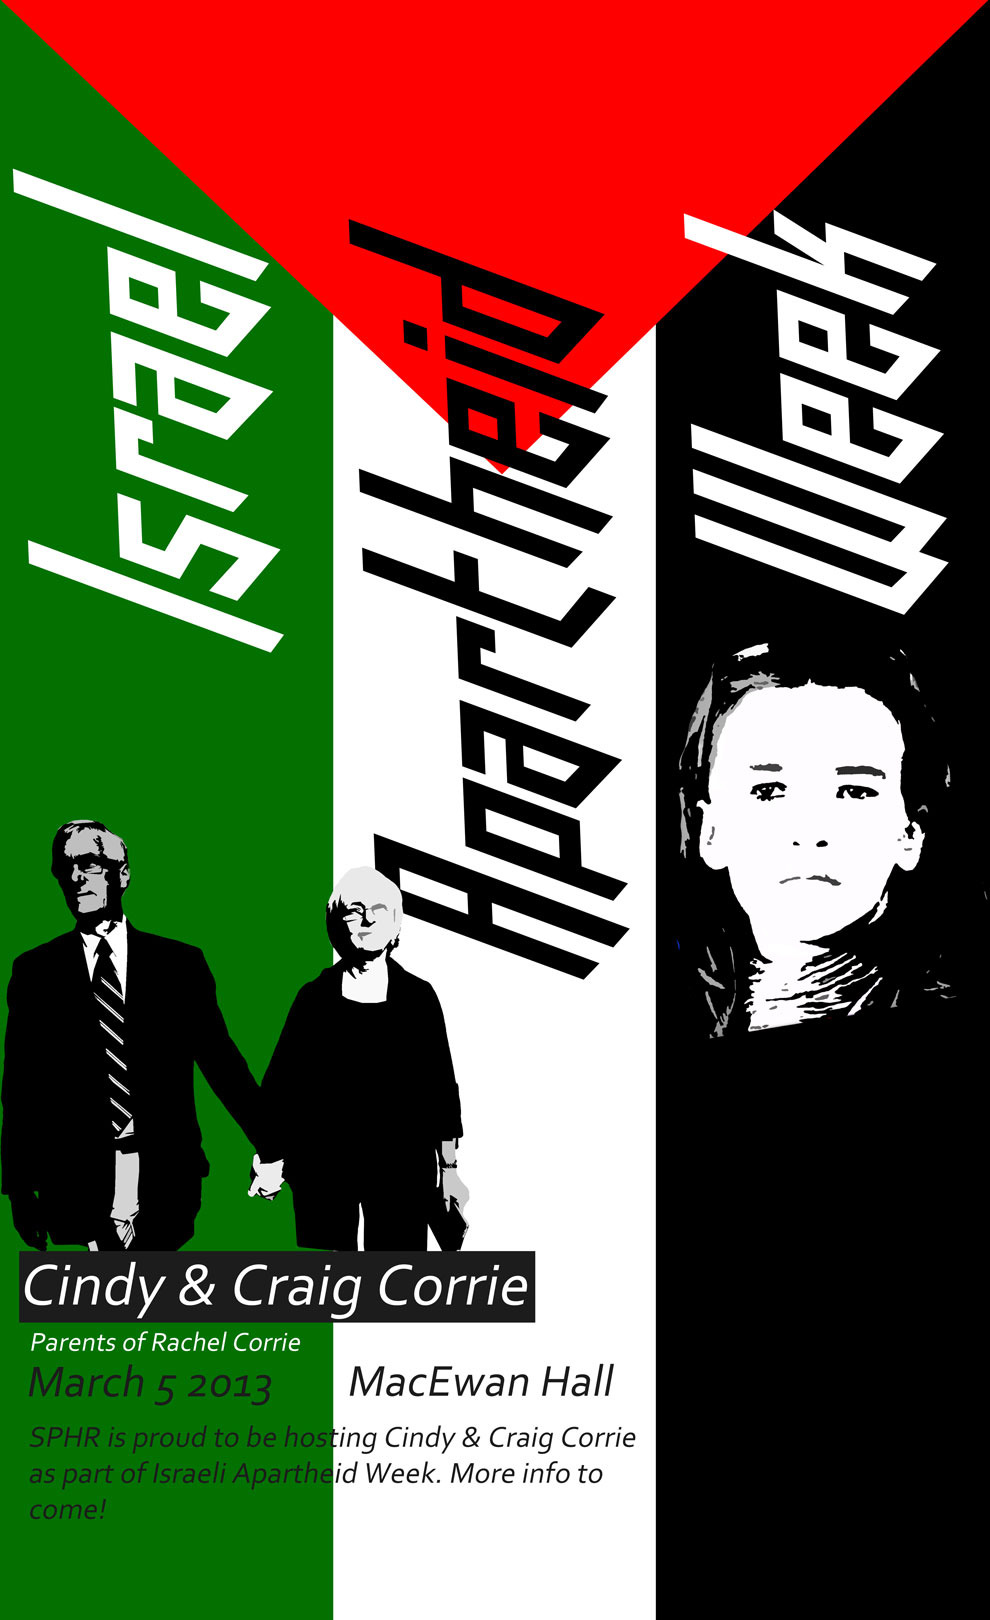 Israel
Apartheid
Week
Cindy & Craig Corrie
Parents of Rachel Corrie
March 5 2013 MacEwan Hall
SPHR is proud to be hosting Cindy & Craig Corrie
as part of Israeli Apartheid Week. More info to
come!